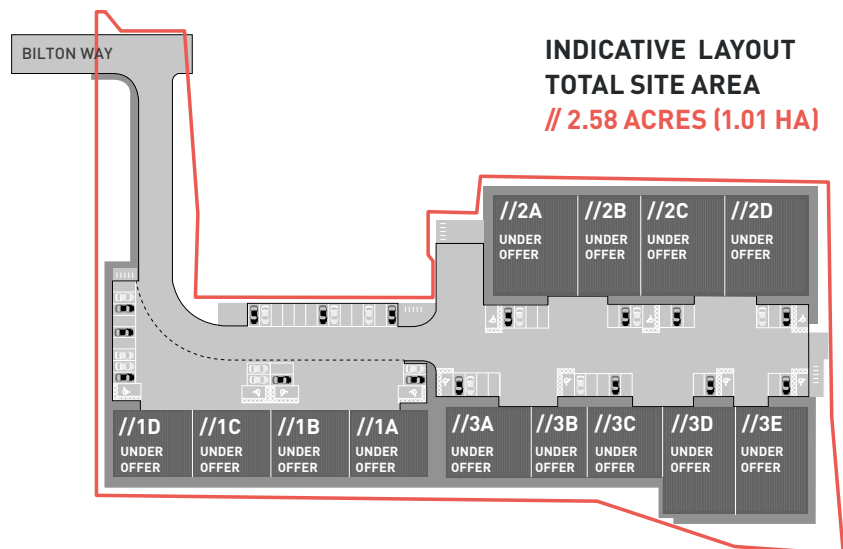 BILTON WAY
INDICATIVE LAYOUT
TOTAL SITE AREA
// 2.58 ACRES (1.01 HA)
//2A
UNDER
OFFER
//2B
UNDER
OFFER
//2C
UNDER
OFFER
//2D
UNDER
OFFER
//1D
UNDER
OFFER
//1C
UNDER
OFFER
//1B
UNDER
OFFER
//1A
UNDER
OFFER
//3A
UNDER
OFFER
//3B
UNDER
OFFER
//3C
UNDER
OFFER
//3D
UNDER
OFFER
//3E
UNDER
OFFER